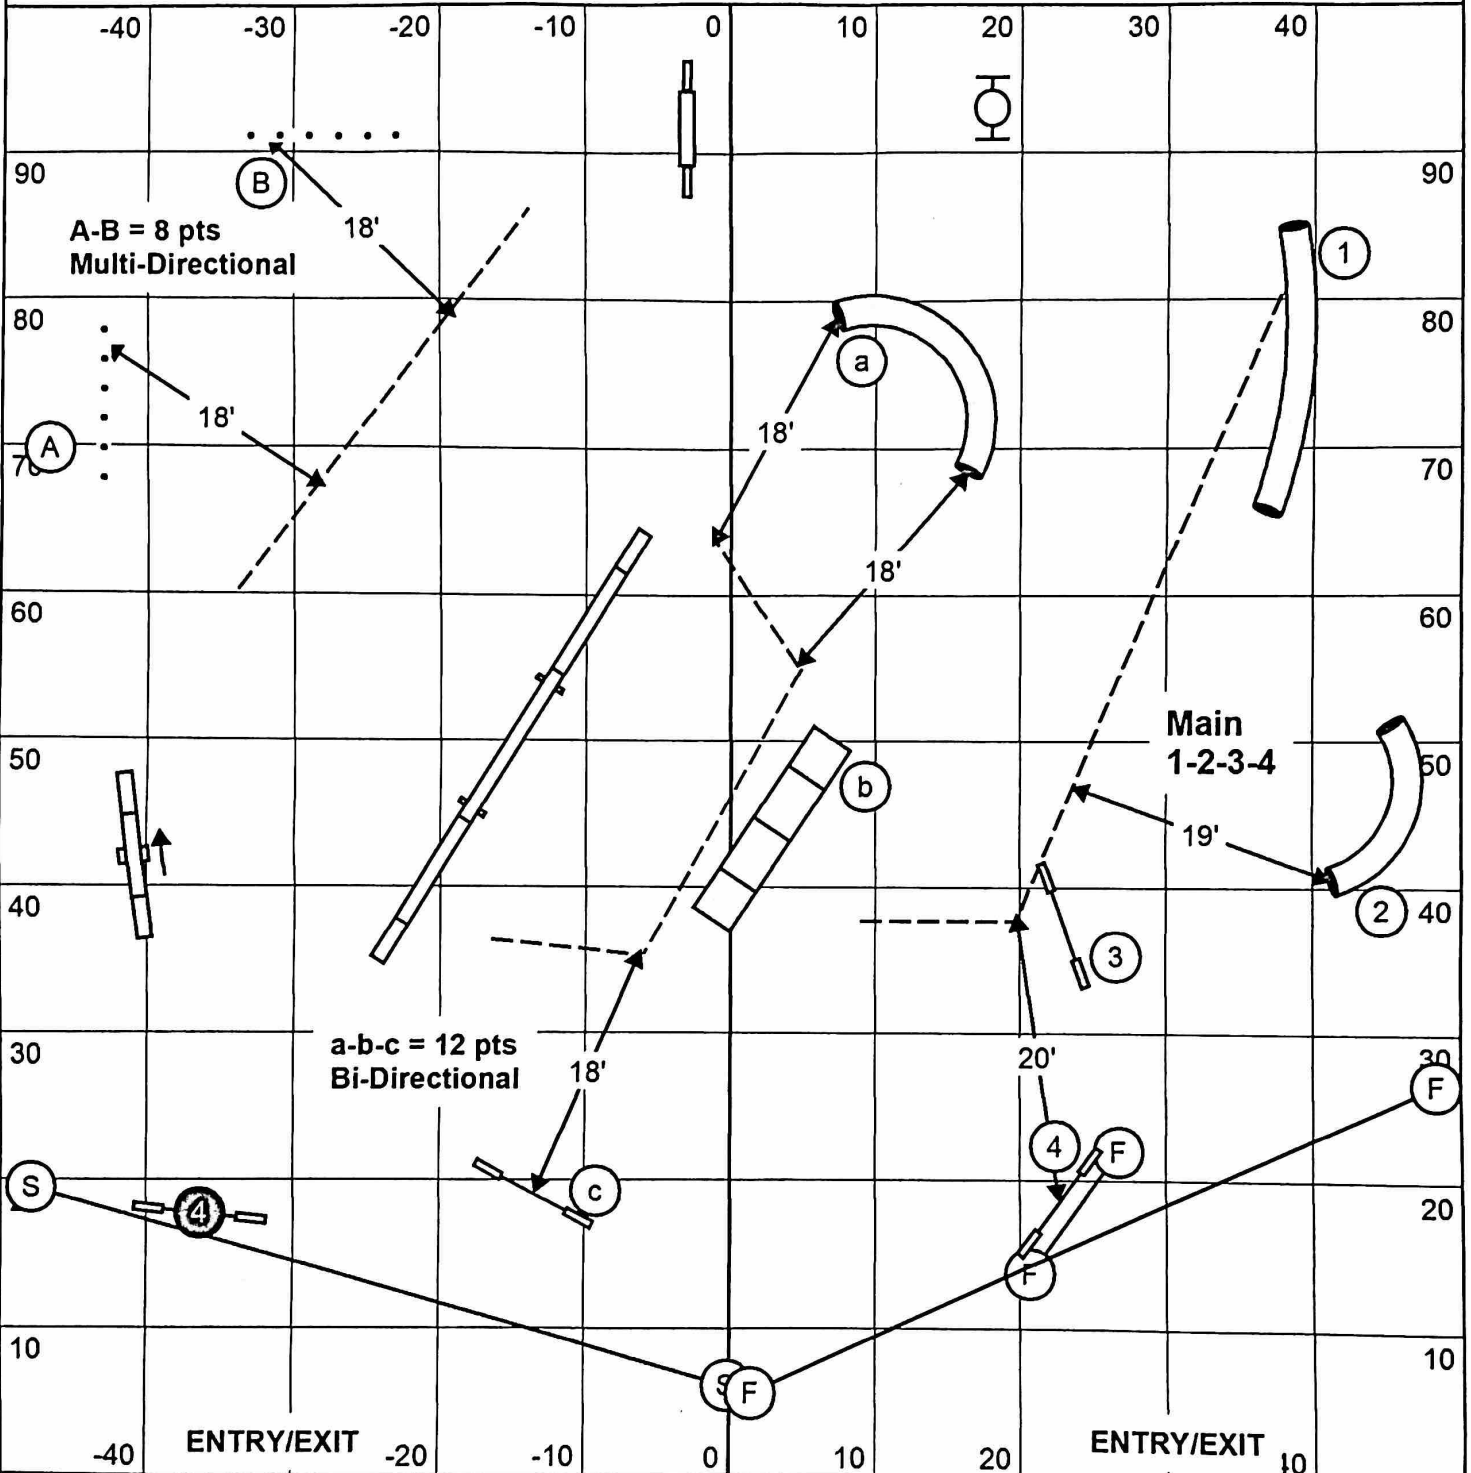 -40 -30 -20 -10 0 10 20 30 40
90 B 90
A-B = 8 pts
Multi-Directional
18'
1
80 80
a
18'
18'
A 70 70
18'
60 60
Main
1-2-3-4
50 b 50
19'
40 2 40
3
a-b-c = 12 pts
Bi-Directional
30 18' 20' 30
F
4 F
S 4 c 20
F
10 10
S F
ENTRY/EXIT ENTRY/EXIT
-40 -20 -10 0 10 20